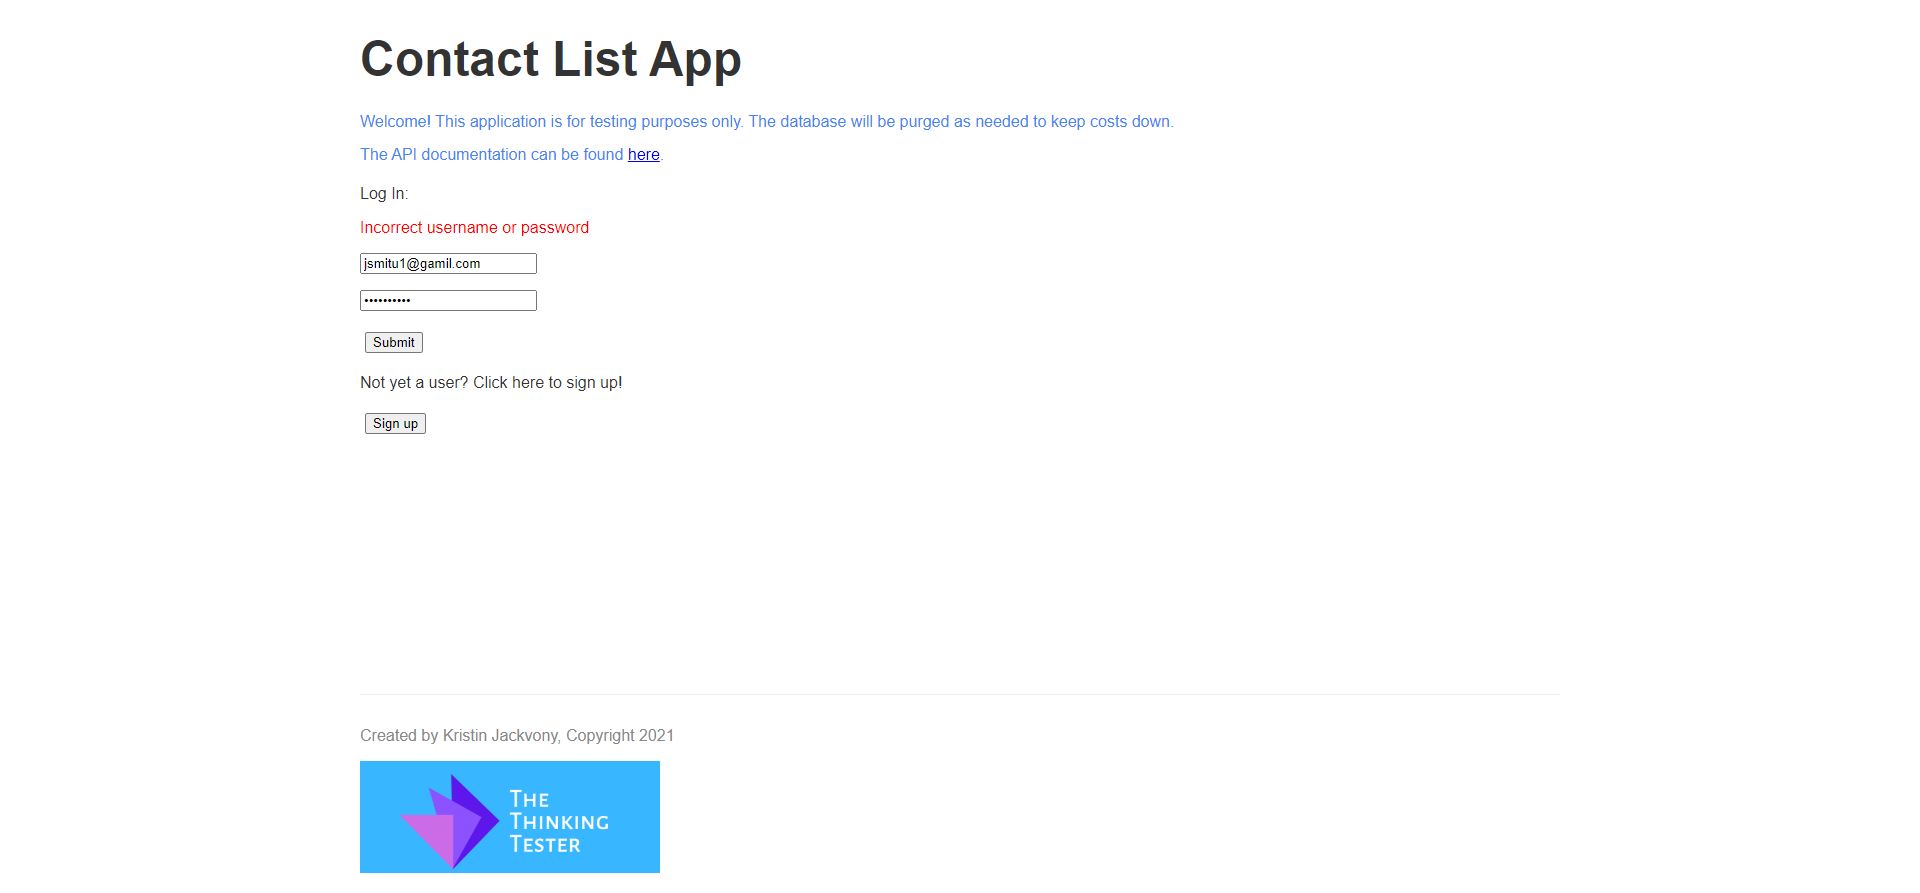 Contact List App
Welcome! This application is for testing purposes only. The database will be purged as needed to keep costs down.
The API documentation can be found here.
Log In:
Incorrect username or password
jsmitu1@gamil.com
••••••••••
Submit
Not yet a user? Click here to sign up!
Sign up
Created by Kristin Jackvony, Copyright 2021
THE
THINKING
TESTER